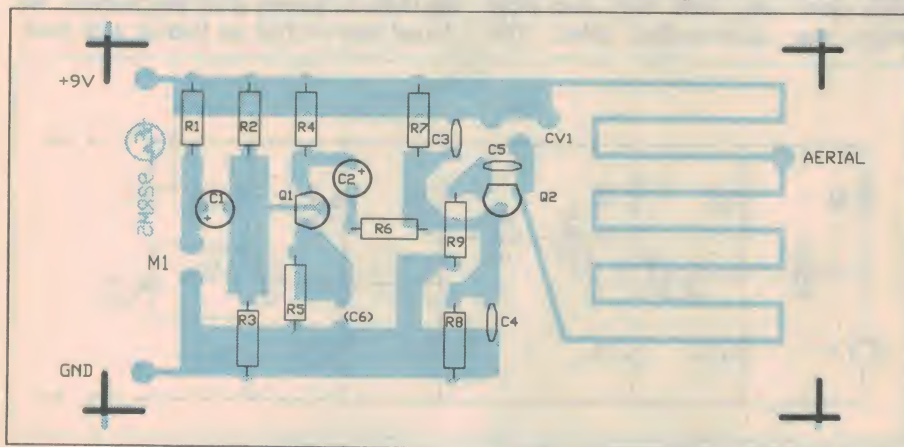 +9V
R1 R2 R4 R7
C3 C5 CV1
AERIAL
C1 C2 Q1 Q2
+ +
R6 R9
M1
R3 R5 (C6) R8 C4
GND
92RM5